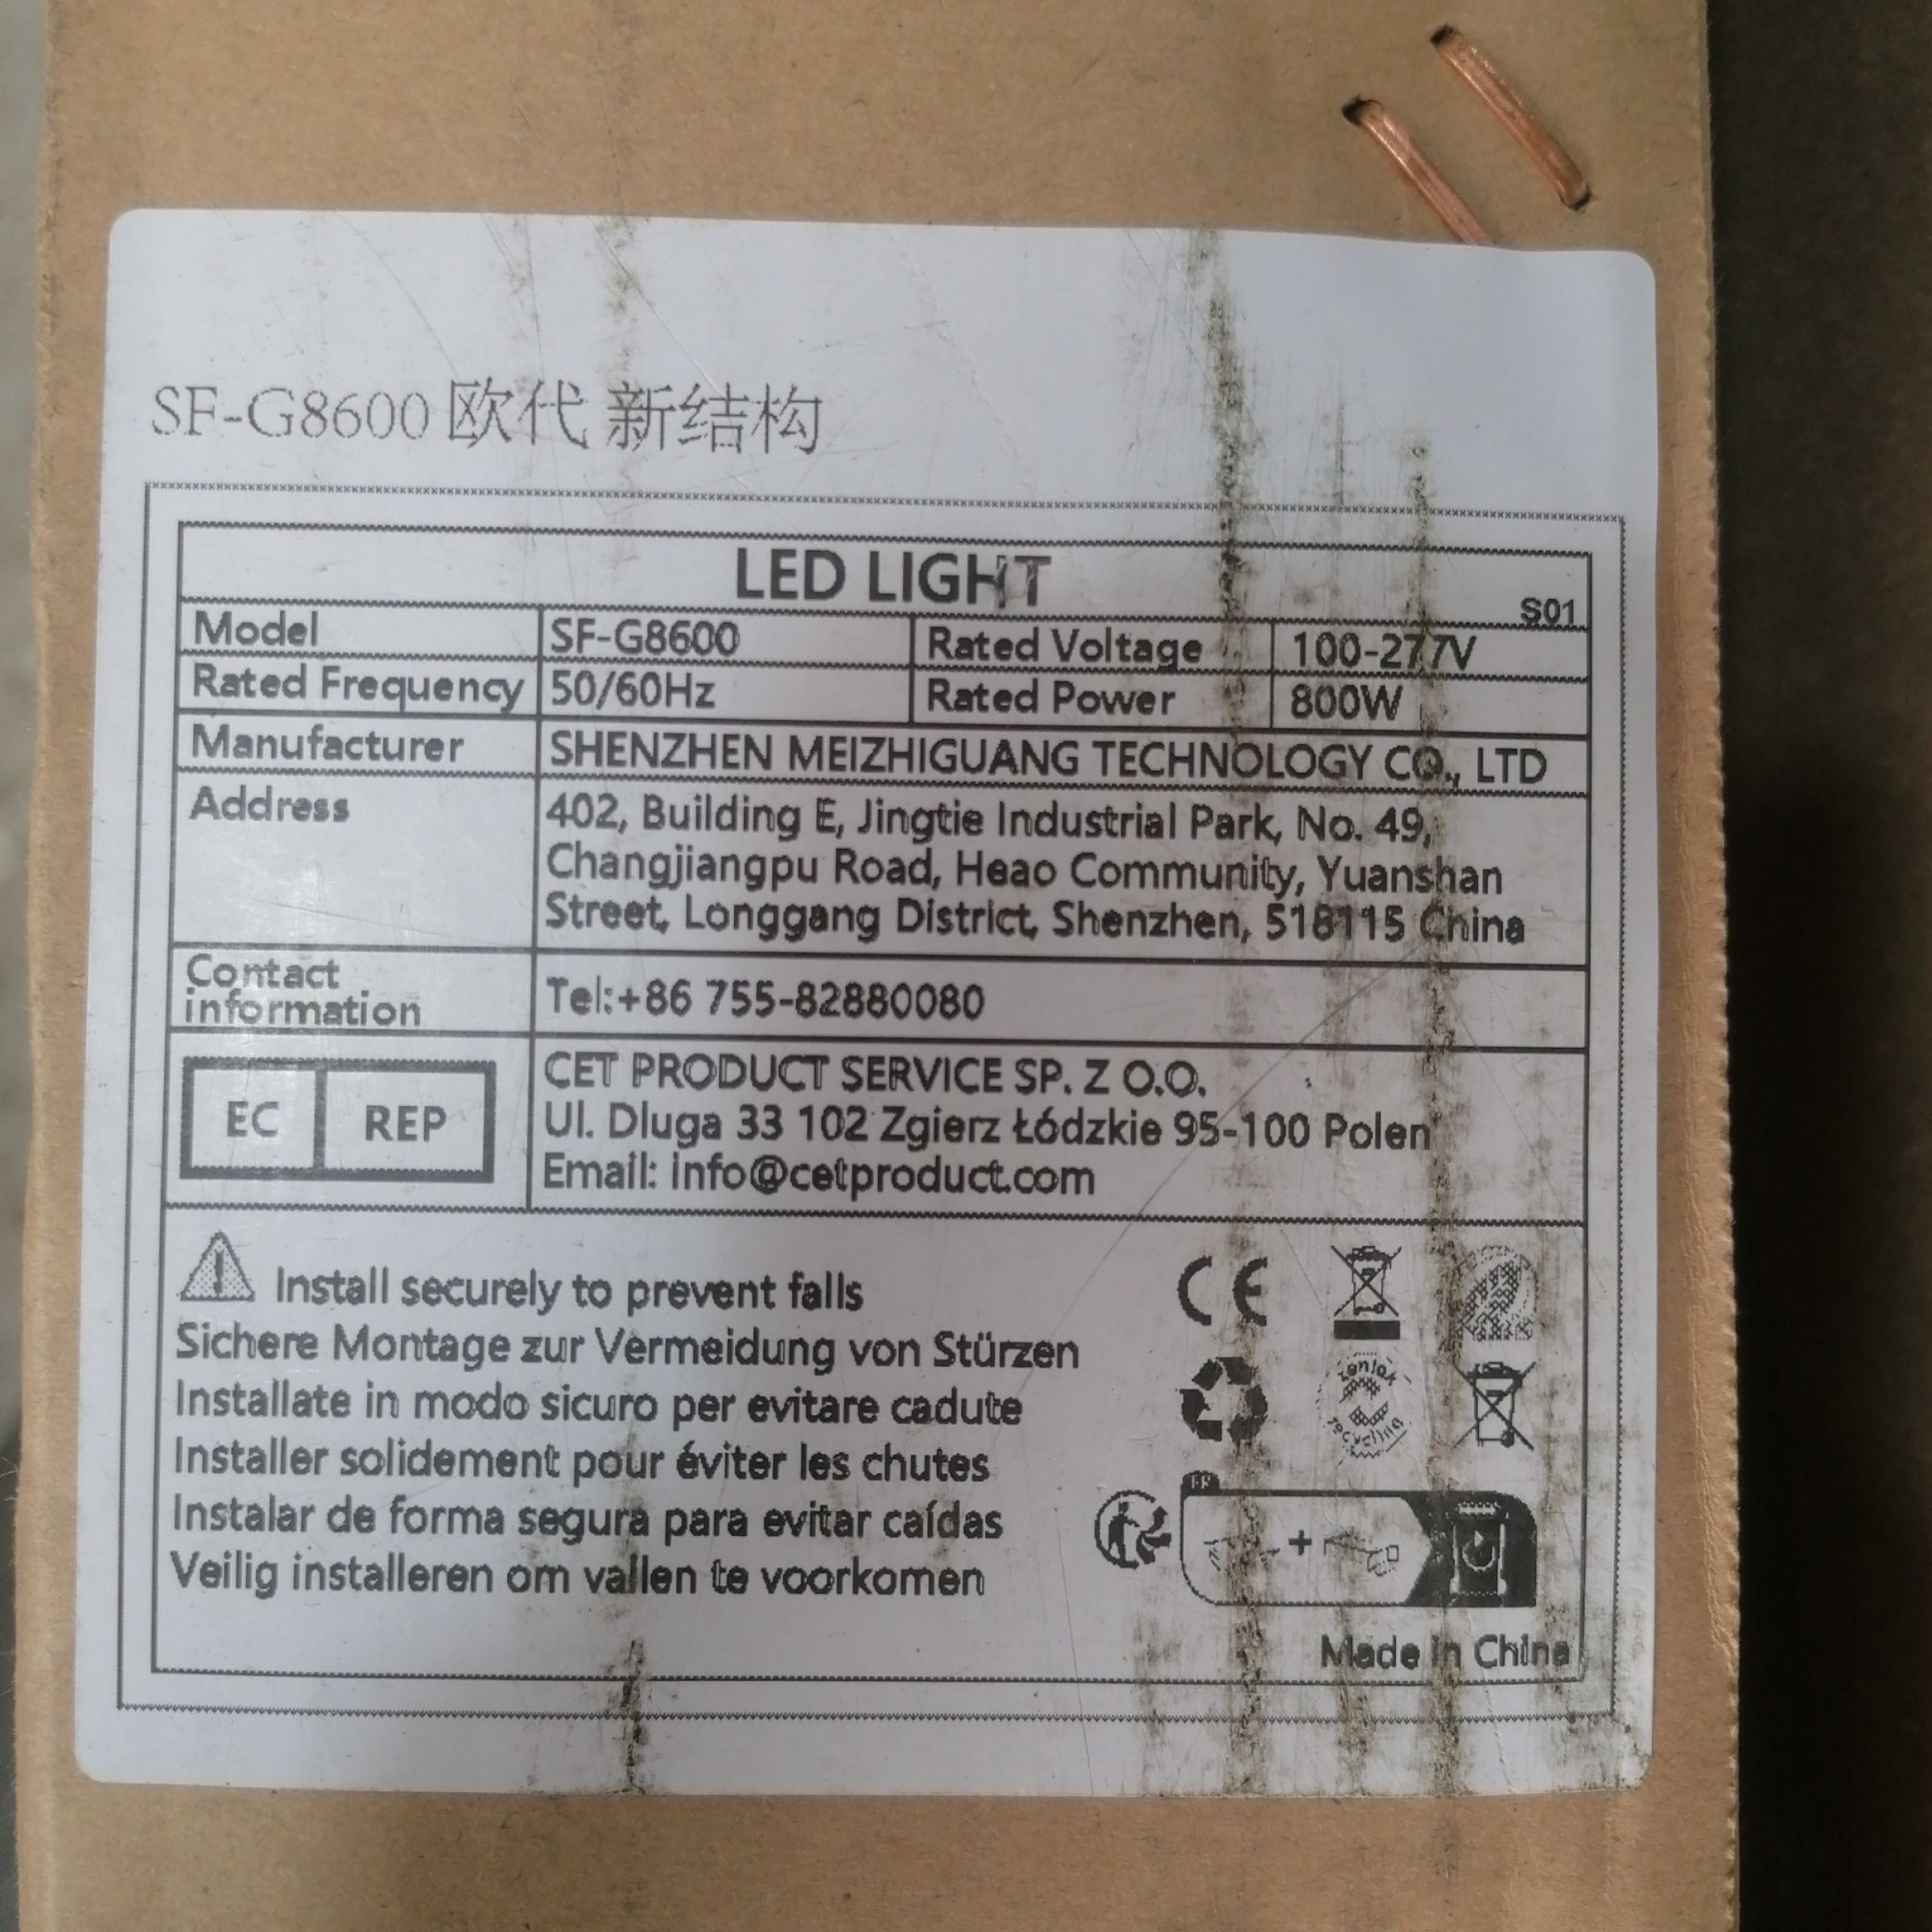 SF-G8600 欧代 新结构
LED LIGHT
S01
Model SF-G8600 Rated Voltage 100-277V
Rated Frequency 50/60Hz Rated Power 800W
Manufacturer SHENZHEN MEIZHIGUANG TECHNOLOGY CO., LTD
Address 402, Building E, Jingtie Industrial Park, No. 49,
Changjiangpu Road, Heao Community, Yuanshan
Street, Longgang District, Shenzhen, 518115 China
Contact
information
Tel:+86 755-82880080
EC REP
CET PRODUCT SERVICE SP. Z O.O.
Ul. Dluga 33 102 Zgierz Łódzkie 95-100 Polen
Email: info@cetproduct.com
Install securely to prevent falls
Sichere Montage zur Vermeidung von Stürzen
Installate in modo sicuro per evitare cadute
Installer solidement pour éviter les chutes
Instalar de forma segura para evitar caídas
Veilig installeren om vallen te voorkomen
CE
recycling
Made in China